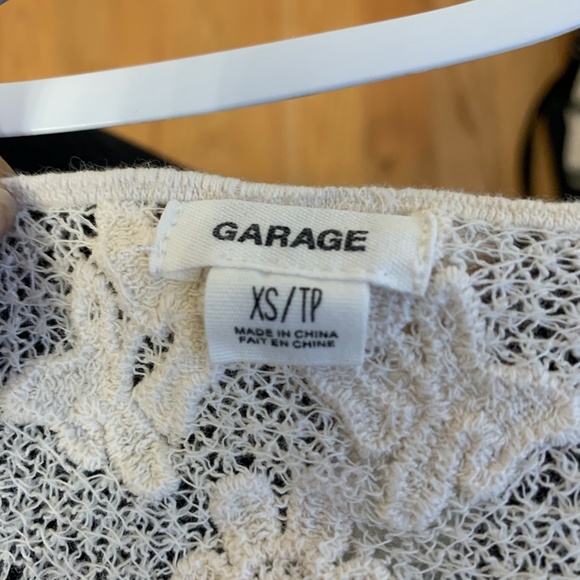 GARAGE
XS/TP
MADE IN CHINA
FAIT EN CHINE